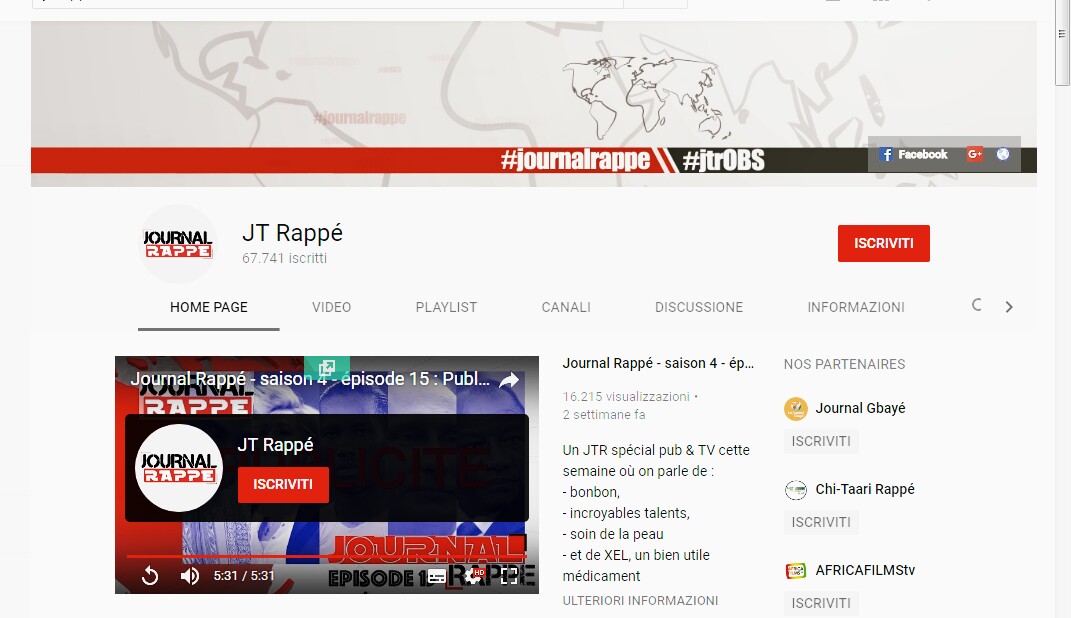 #journalrappe
#journalrappe \\ #jtrOBS
Facebook
G+
JOURNAL
RAPPE
JT Rappé
67.741 iscritti
ISCRIVITI
HOME PAGE
VIDEO
PLAYLIST
CANALI
DISCUSSIONE
INFORMAZIONI
Journal Rappé - saison 4 - épisode 15 : Publ...
JOURNAL
RAPPE
JOURNAL
RAPPE
JT Rappé
ISCRIVITI
PUBLICITE
JOURNAL
EPISODE 15 RAPPE
5:31 / 5:31
HD
Journal Rappé - saison 4 - ép...
16.215 visualizzazioni •
2 settimane fa
Un JTR spécial pub & TV cette
semaine où on parle de :
- bonbon,
- incroyables talents,
- soin de la peau
- et de XEL, un bien utile
médicament
ULTERIORI INFORMAZIONI
NOS PARTENAIRES
Journal Gbayé
ISCRIVITI
Chi-Taari Rappé
ISCRIVITI
AFRICAFILMStv
ISCRIVITI